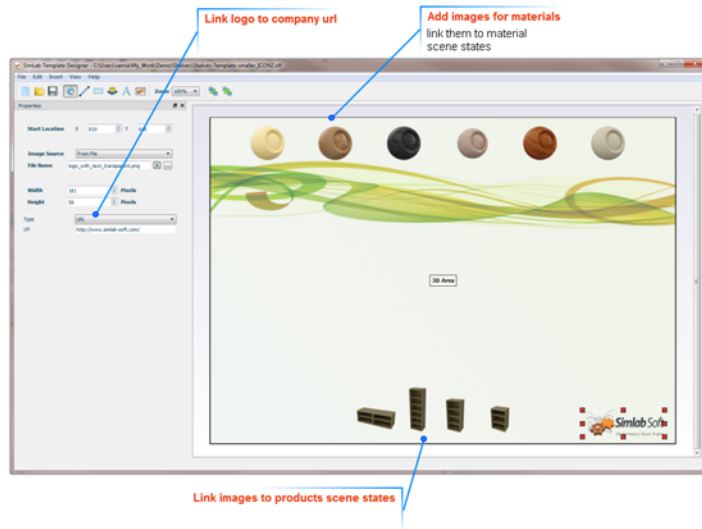 Link logo to company url
Add images for materials
link them to material
scene states
SimLab Template Designer - C:\Users\samia\My_Work\Demo\Shelves\Shelves-Template-smaller_ICONZ.stf
File Edit Insert View Help
Zoom 100%
Properties
Start Location X Y
Image Source From File
File Name logo_with_text_transparent.png
Width 181 Pixels
Height Pixels
Type URL
Url http://www.simlab-soft.com/
3D Area
Simlab Soft
Link images to products scene states